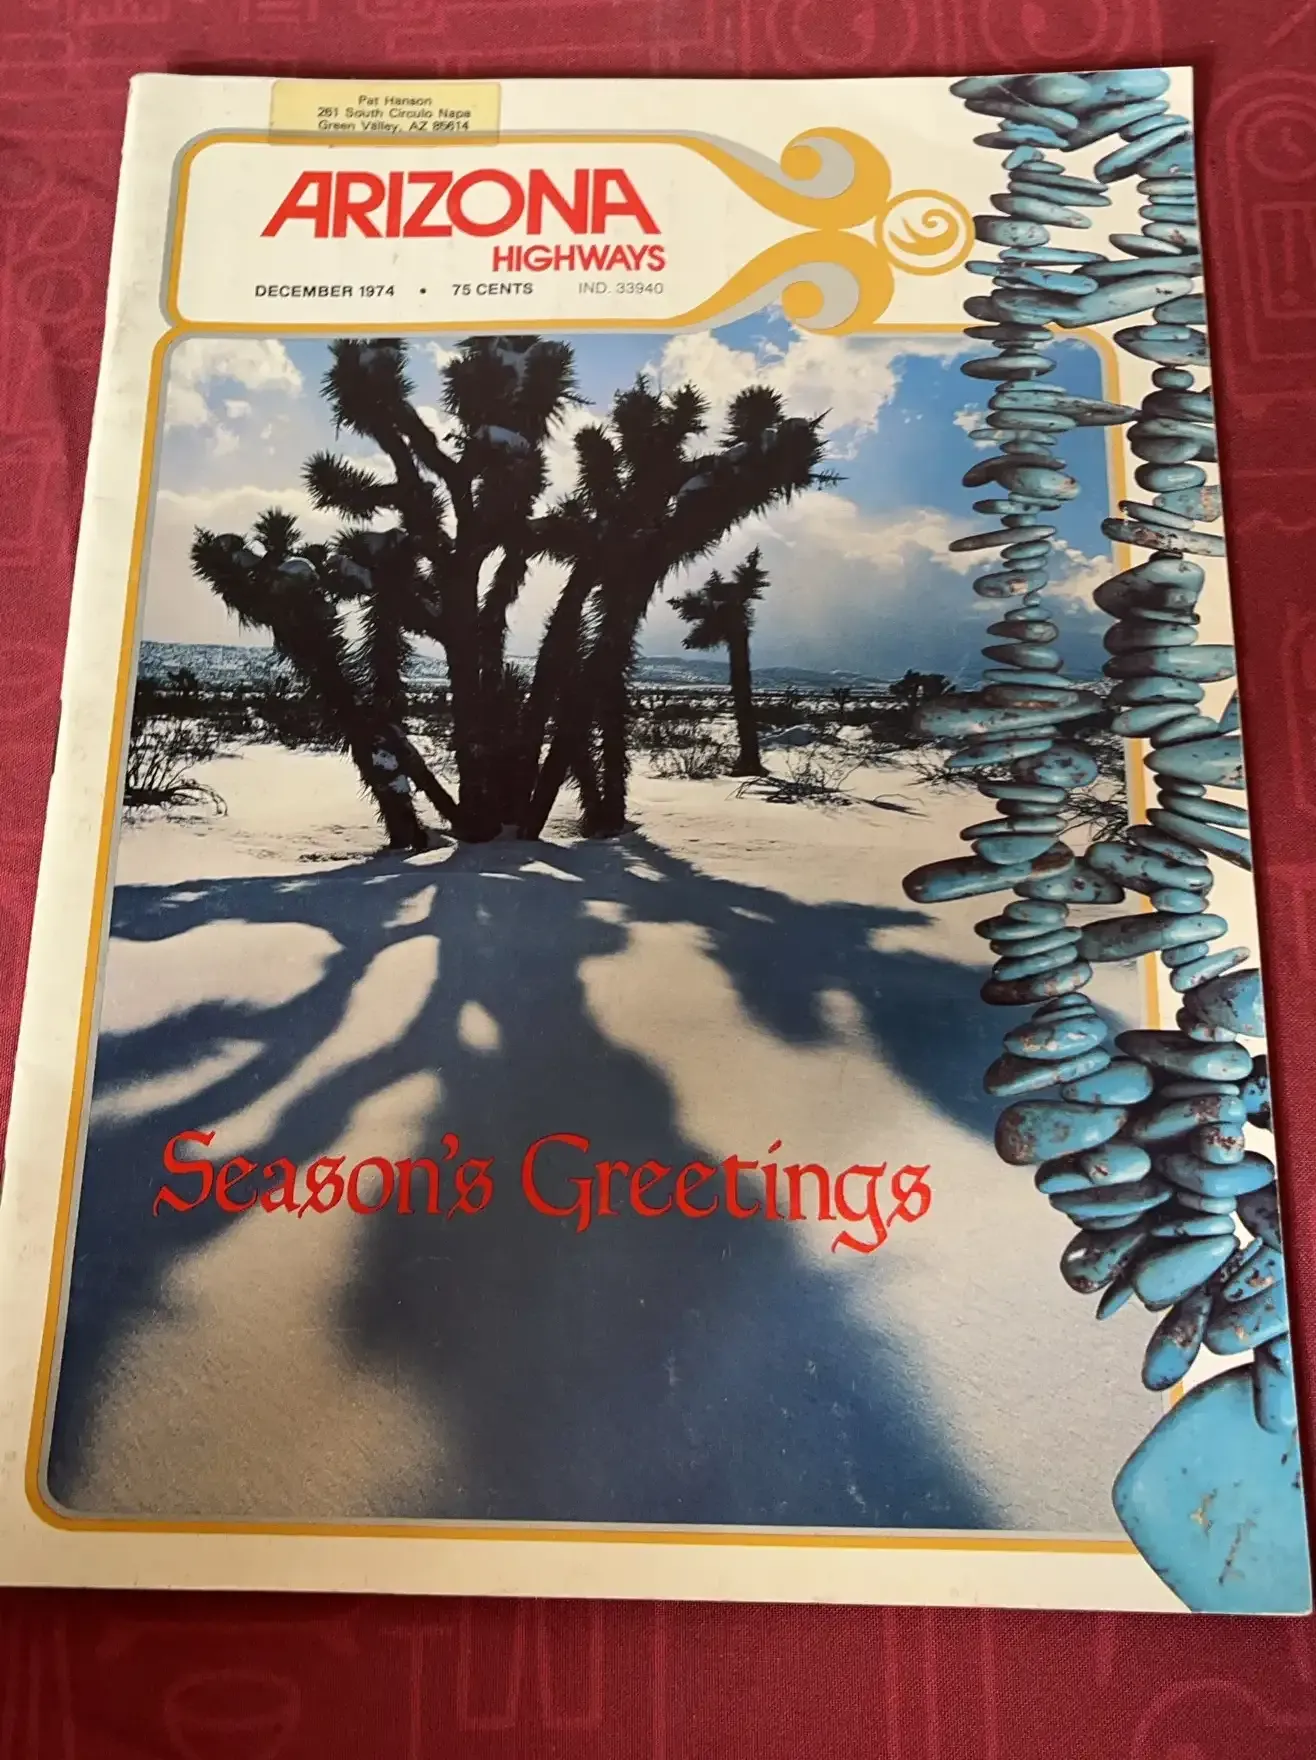 Pat Hanson
261 South Circulo Napa
Green Valley, AZ 85614
ARIZONA
HIGHWAYS
DECEMBER 1974 • 75 CENTS IND. 33940
Season's Greetings